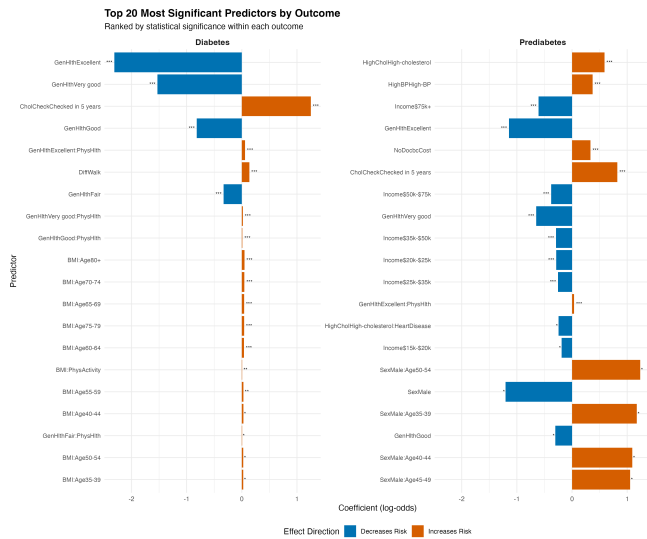 Top 20 Most Significant Predictors by Outcome
Ranked by statistical significance within each outcome
Diabetes
Prediabetes
GenHlthExcellent
***
GenHlthVery good
***
CholCheckChecked in 5 years
***
GenHlthGood
***
GenHlthExcellent:PhysHlth
***
DiffWalk
***
GenHlthFair
***
GenHlthVery good:PhysHlth
***
GenHlthGood:PhysHlth
***
BMI:Age80+
***
BMI:Age70-74
***
BMI:Age65-69
***
BMI:Age75-79
***
BMI:Age60-64
***
BMI:PhysActivity
**
BMI:Age55-59
**
BMI:Age40-44
*
GenHlthFair:PhysHlth
*
BMI:Age50-54
*
BMI:Age35-39
*
-2
-1
0
1
HighCholHigh-cholesterol
***
HighBPHigh-BP
***
Income$75k+
***
GenHlthExcellent
***
NoDocbcCost
***
CholCheckChecked in 5 years
***
Income$50k-$75k
***
GenHlthVery good
***
Income$35k-$50k
***
Income$20k-$25k
***
Income$25k-$35k
***
GenHlthExcellent:PhysHlth
***
HighCholHigh-cholesterol:HeartDisease
*
Income$15k-$20k
*
SexMale:Age50-54
*
SexMale
*
SexMale:Age35-39
*
GenHlthGood
*
SexMale:Age40-44
*
SexMale:Age45-49
*
-2
-1
0
1
Predictor
Coefficient (log-odds)
Effect Direction
Decreases Risk
Increases Risk